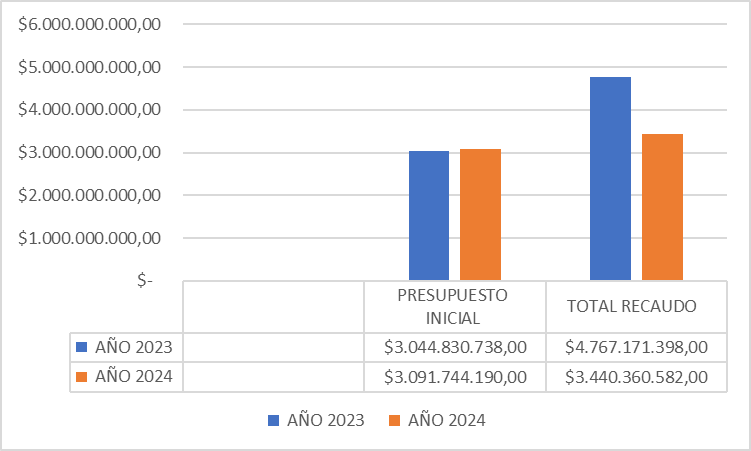 $6.000.000.000,00
$5.000.000.000,00
$4.000.000.000,00
$3.000.000.000,00
$2.000.000.000,00
$1.000.000.000,00
$-
PRESUPUESTO
INICIAL
TOTAL RECAUDO
AÑO 2023 $3.044.830.738,00 $4.767.171.398,00
AÑO 2024 $3.091.744.190,00 $3.440.360.582,00
AÑO 2023 AÑO 2024